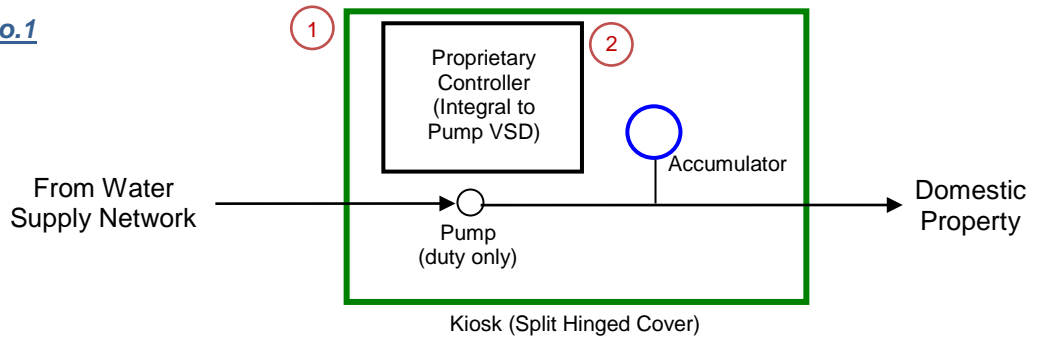 o.1
1
2
Proprietary
Controller
(Integral to
Pump VSD)
Accumulator
From Water
Supply Network
Domestic
Property
Pump
(duty only)
Kiosk (Split Hinged Cover)